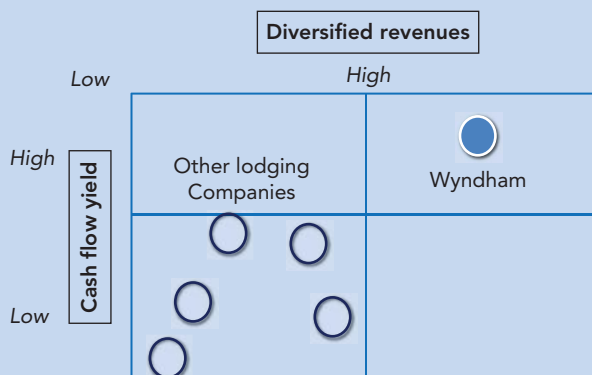 Diversified revenues
Low
High
High
Cash flow yield
Other lodging
Companies
Wyndham
Low